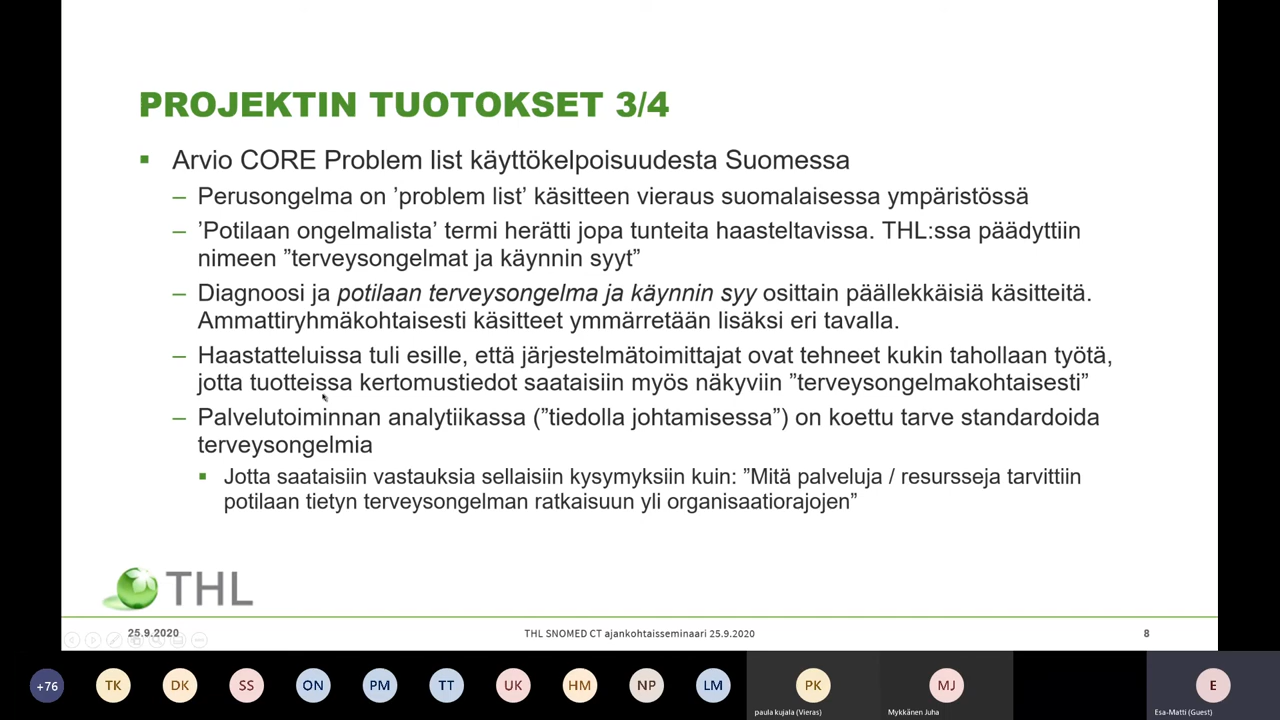 PROJEKTIN TUOTOKSET 3/4
Arvio CORE Problem list käyttökelpoisuudesta Suomessa
– Perusongelma on ’problem list’ käsitteen vieraus suomalaisessa ympäristössä
– ’Potilaan ongelmalista’ termi herätti jopa tunteita haasteltavissa. THL:ssa päädyttiin
nimeen ”terveysongelmat ja käynnin syyt”
– Diagnoosi ja potilaan terveysongelma ja käynnin syy osittain päällekkäisiä käsitteitä.
Ammattiryhmäkohtaisesti käsitteet ymmärretään lisäksi eri tavalla.
– Haastatteluissa tuli esille, että järjestelmätoimittajat ovat tehneet kukin tahollaan työtä,
jotta tuotteissa kertomustiedot saataisiin myös näkyviin ”terveysongelmakohtaisesti”
– Palvelutoiminnan analytiikassa (”tiedolla johtamisessa”) on koettu tarve standardoida
terveysongelmia
Jotta saataisiin vastauksia sellaisiin kysymyksiin kuin: ”Mitä palveluja / resursseja tarvittiin
potilaan tietyn terveysongelman ratkaisuun yli organisaatiorajojen”
THL
25.9.2020
THL SNOMED CT ajankohtaisseminaari 25.9.2020
8
+76
TK
DK
SS
ON
PM
TT
UK
HM
NP
LM
PK
MJ
E
paula kujala (Vieras)
Mykkänen Juha
Esa-Matti (Guest)